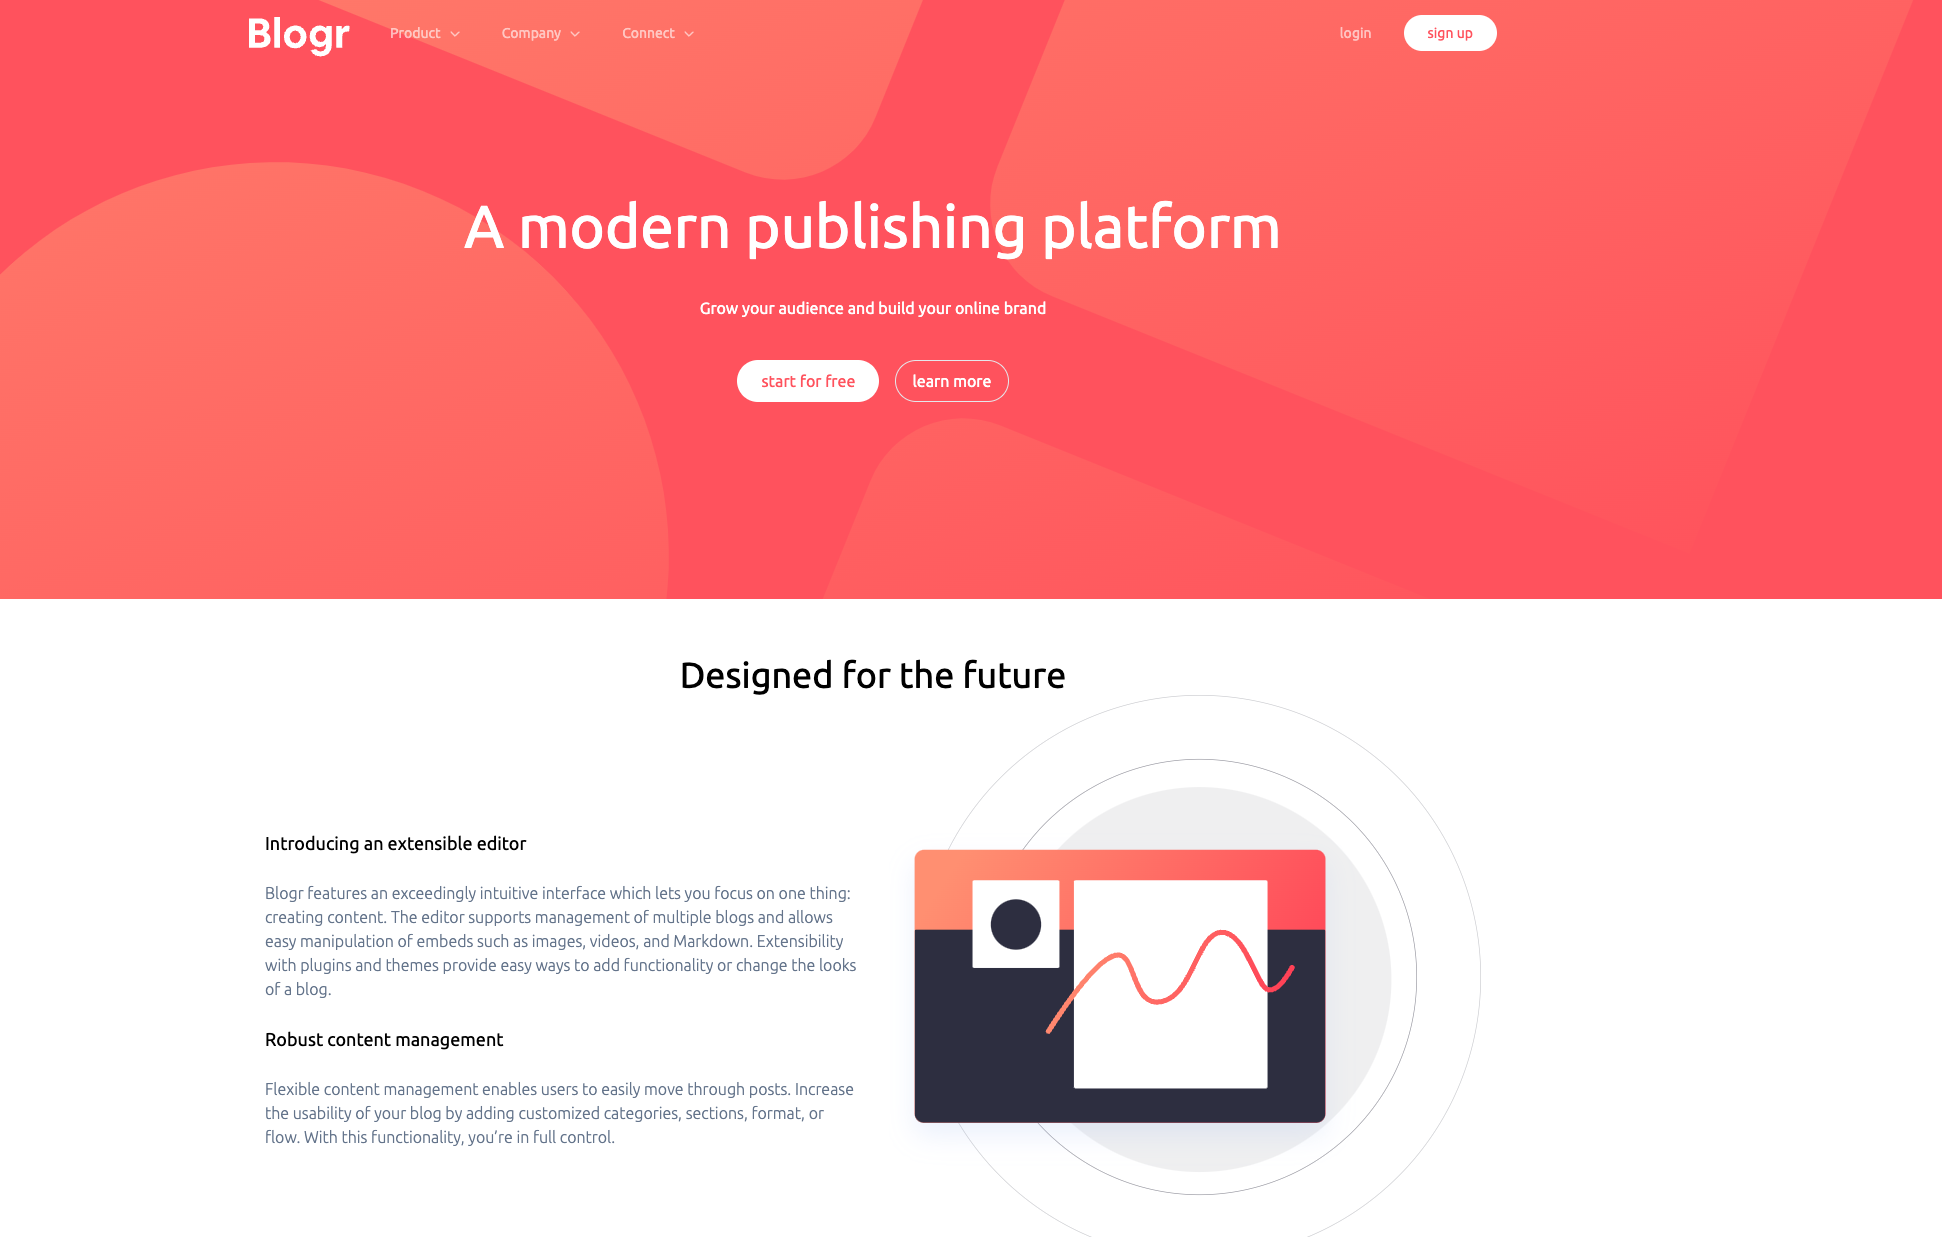 Blogr Product Company Connect login sign up
A modern publishing platform
Grow your audience and build your online brand
start for free learn more
Designed for the future
Introducing an extensible editor
Blogr features an exceedingly intuitive interface which lets you focus on one thing:
creating content. The editor supports management of multiple blogs and allows
easy manipulation of embeds such as images, videos, and Markdown. Extensibility
with plugins and themes provide easy ways to add functionality or change the looks
of a blog.
Robust content management
Flexible content management enables users to easily move through posts. Increase
the usability of your blog by adding customized categories, sections, format, or
flow. With this functionality, you’re in full control.